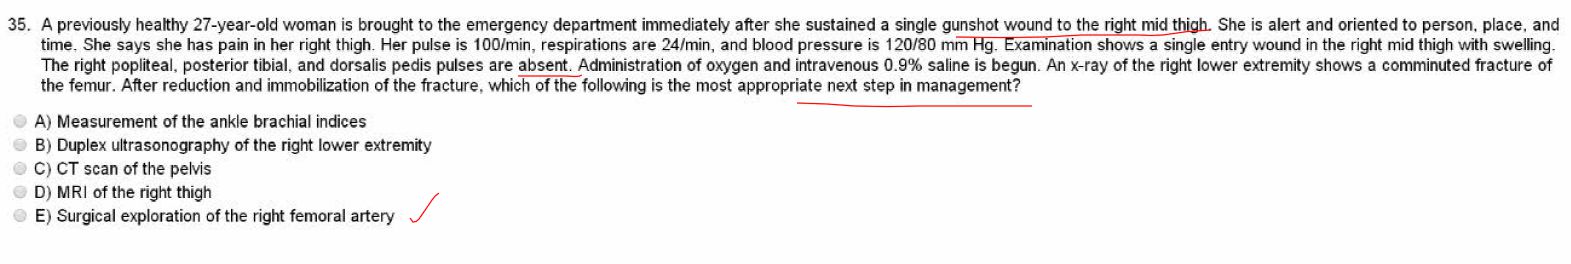 35. A previously healthy 27-year-old woman is brought to the emergency department immediately after she sustained a single gunshot wound to the right mid thigh. She is alert and oriented to person, place, and
time. She says she has pain in her right thigh. Her pulse is 100/min, respirations are 24/min, and blood pressure is 120/80 mm Hg. Examination shows a single entry wound in the right mid thigh with swelling.
The right popliteal, posterior tibial, and dorsalis pedis pulses are absent. Administration of oxygen and intravenous 0.9% saline is begun. An x-ray of the right lower extremity shows a comminuted fracture of
the femur. After reduction and immobilization of the fracture, which of the following is the most appropriate next step in management?
A) Measurement of the ankle brachial indices
B) Duplex ultrasonography of the right lower extremity
C) CT scan of the pelvis
D) MRI of the right thigh
E) Surgical exploration of the right femoral artery